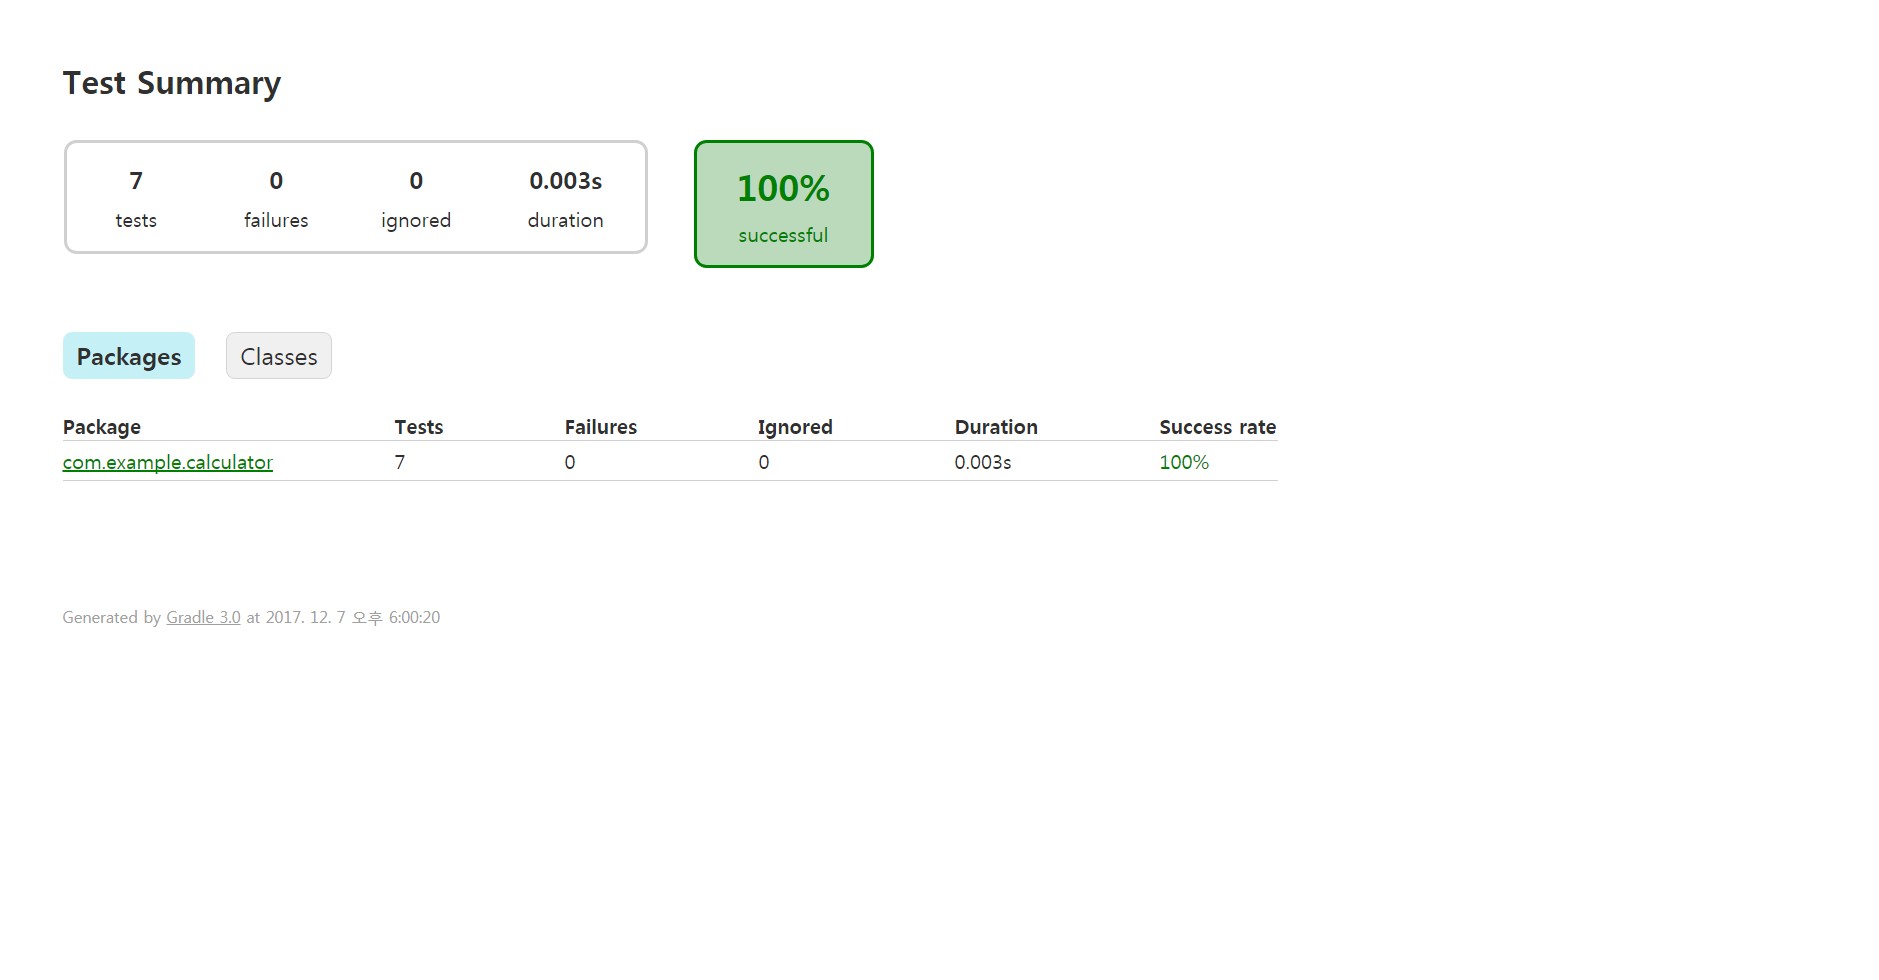 Test Summary
7 0 0 0.003s 100%
tests failures ignored duration successful
Packages Classes
Package Tests Failures Ignored Duration Success rate
com.example.calculator 7 0 0 0.003s 100%
Generated by Gradle 3.0 at 2017. 12. 7 오후 6:00:20